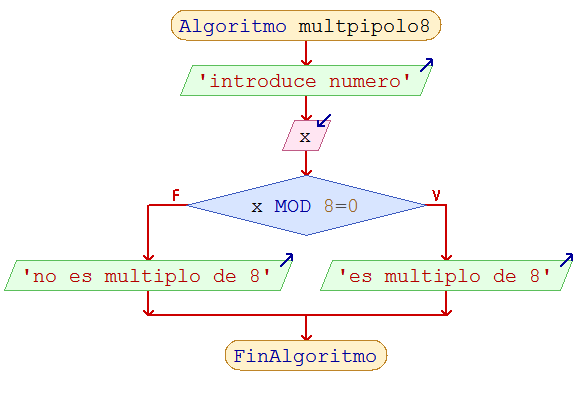 Algoritmo multpipolo8
'introduce numero'
x
F
V
x MOD 8=0
'no es multiplo de 8'
'es multiplo de 8'
FinAlgoritmo